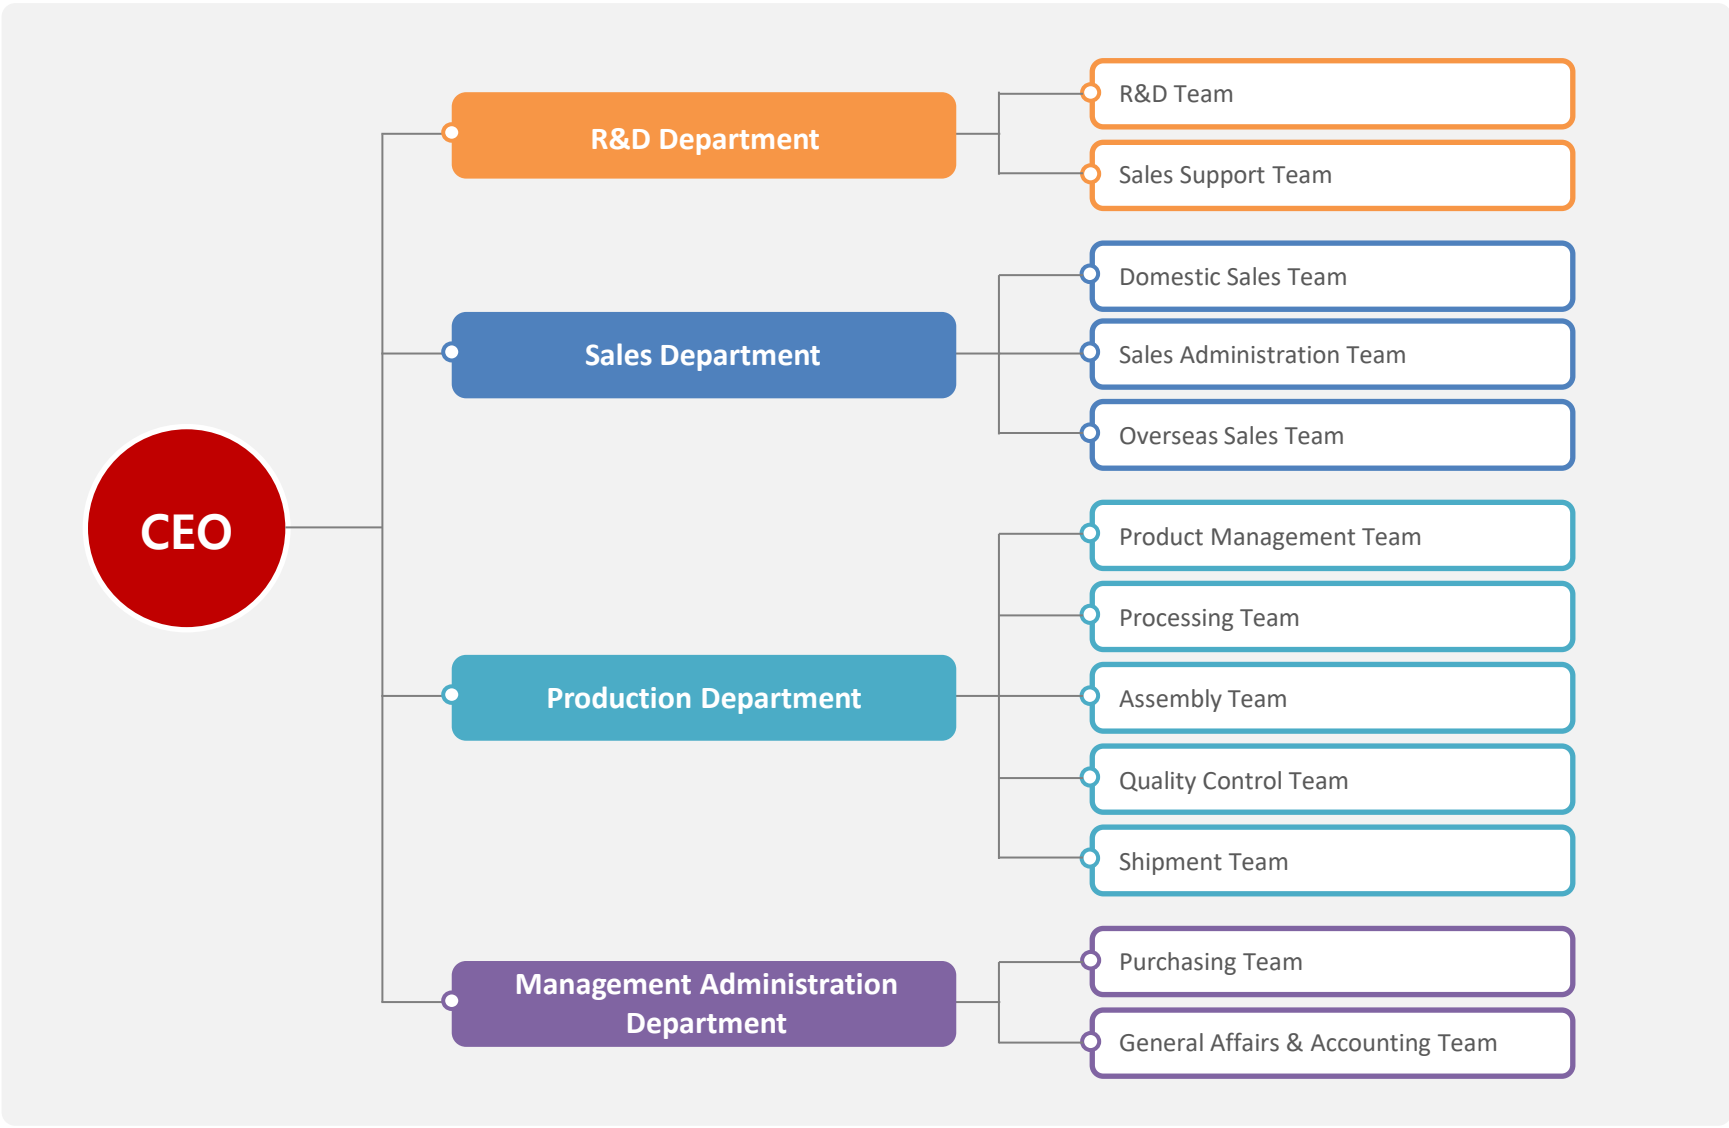 CEO
R&D Department
R&D Team
Sales Support Team
Sales Department
Domestic Sales Team
Sales Administration Team
Overseas Sales Team
Production Department
Product Management Team
Processing Team
Assembly Team
Quality Control Team
Shipment Team
Management Administration
Department
Purchasing Team
General Affairs & Accounting Team